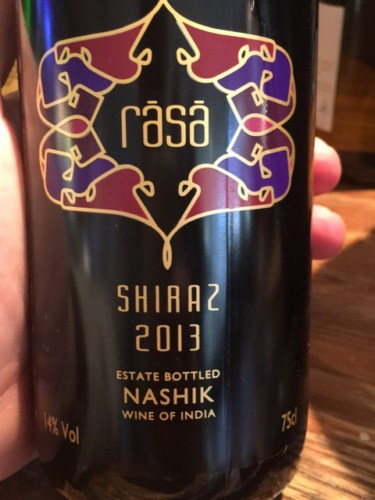 rāsā
SHIRAZ
2013
ESTATE BOTTLED
NASHIK
WINE OF INDIA
14% Vol
75cl